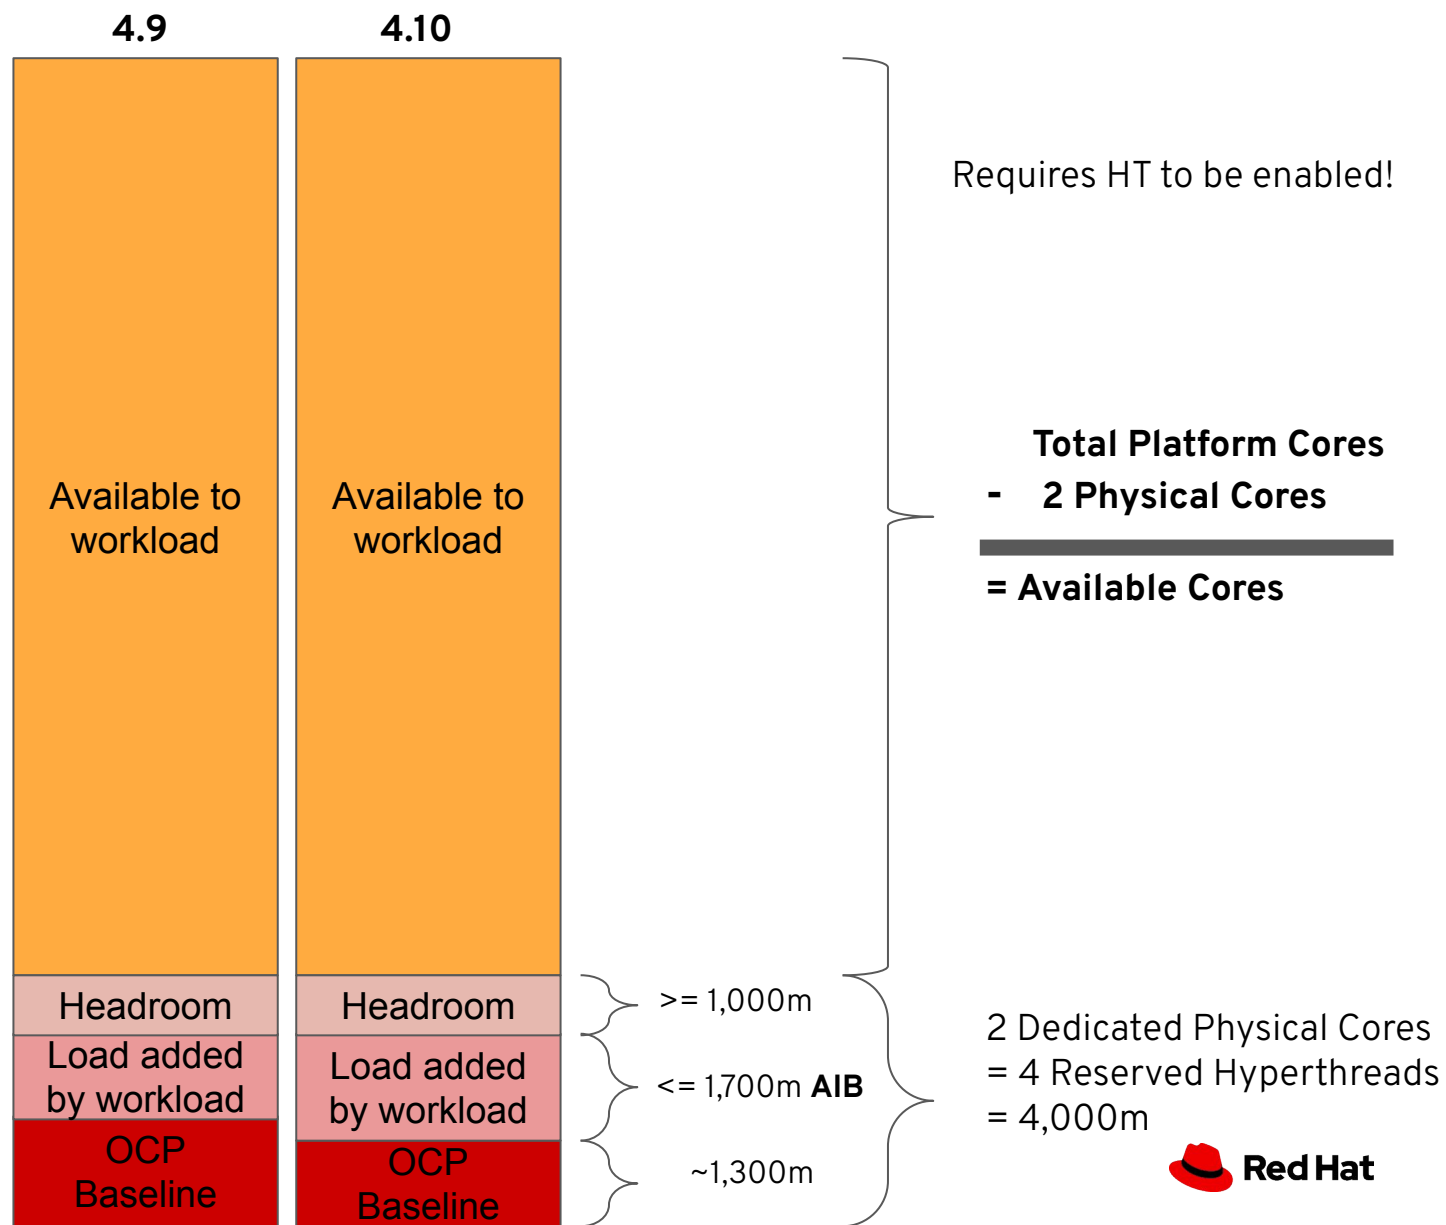 4.9
4.10
Requires HT to be enabled!
Available to
workload
Available to
workload
Total Platform Cores
- 2 Physical Cores
= Available Cores
Headroom
Headroom
>= 1,000m
Load added
by workload
Load added
by workload
<= 1,700m AIB
2 Dedicated Physical Cores
= 4 Reserved Hyperthreads
= 4,000m
OCP
Baseline
OCP
Baseline
~1,300m
Red Hat